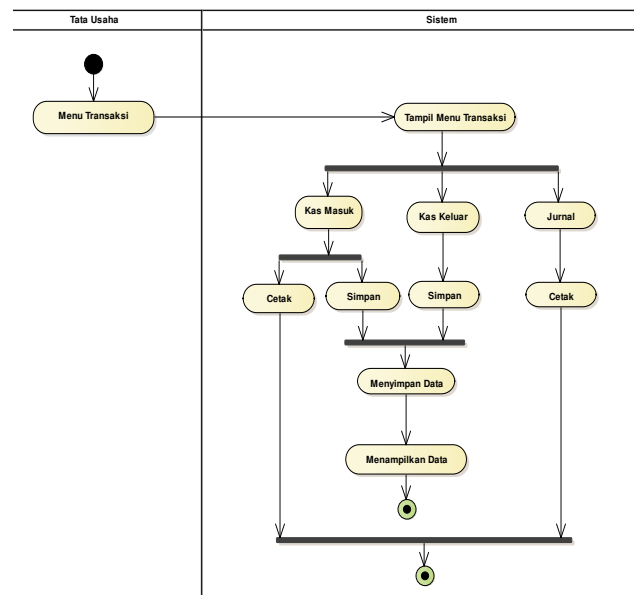 Tata Usaha
Sistem
Menu Transaksi
Tampil Menu Transaksi
Kas Masuk
Kas Keluar
Jurnal
Cetak
Simpan
Simpan
Cetak
Menyimpan Data
Menampilkan Data